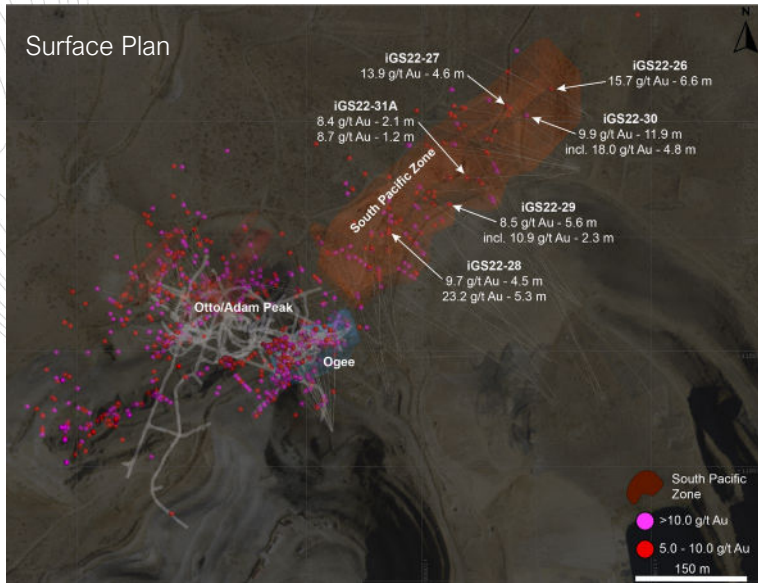 Surface Plan
N
iGS22-27
13.9 g/t Au - 4.6 m
iGS22-26
15.7 g/t Au - 6.6 m
iGS22-31A
8.4 g/t Au - 2.1 m
8.7 g/t Au - 1.2 m
iGS22-30
9.9 g/t Au - 11.9 m
incl. 18.0 g/t Au - 4.8 m
South Pacific Zone
iGS22-29
8.5 g/t Au - 5.6 m
incl. 10.9 g/t Au - 2.3 m
iGS22-28
9.7 g/t Au - 4.5 m
23.2 g/t Au - 5.3 m
Otto/Adam Peak
Ogee
South Pacific
Zone
>10.0 g/t Au
5.0 - 10.0 g/t Au
150 m